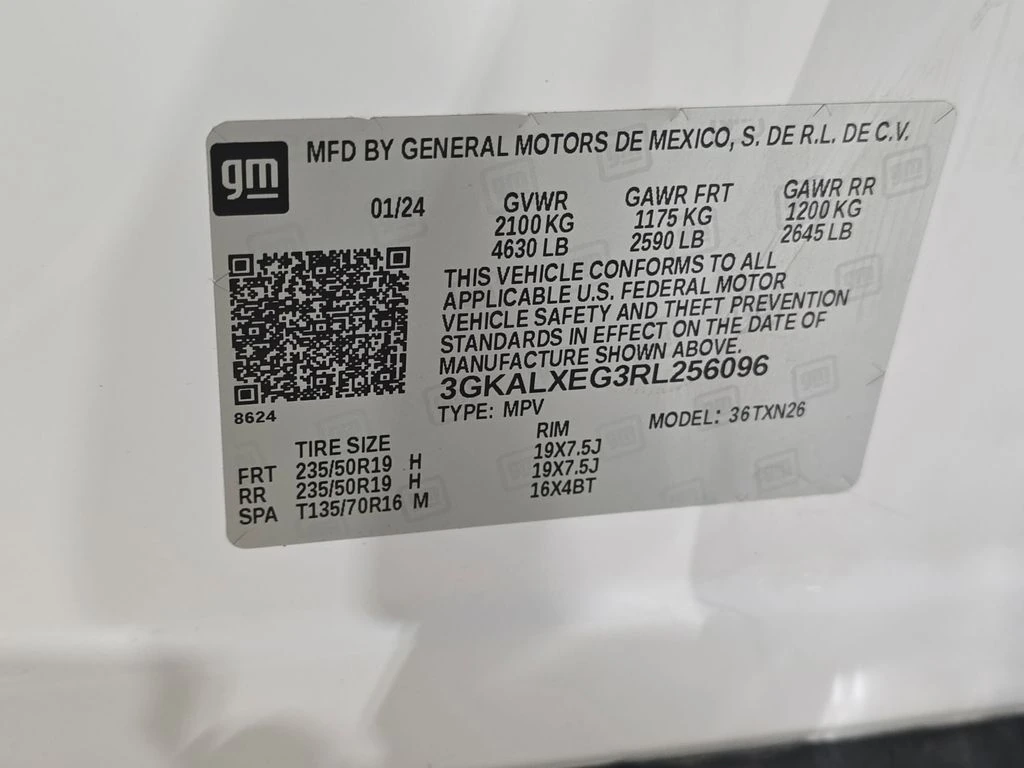 gm
MFD BY GENERAL MOTORS DE MEXICO, S. DE R.L. DE C.V.
01/24 GVWR GAWR FRT GAWR RR
2100 KG 1175 KG 1200 KG
4630 LB 2590 LB 2645 LB
THIS VEHICLE CONFORMS TO ALL
APPLICABLE U.S. FEDERAL MOTOR
VEHICLE SAFETY AND THEFT PREVENTION
STANDARDS IN EFFECT ON THE DATE OF
MANUFACTURE SHOWN ABOVE.
3GKALXEG3RL256096
8624
TYPE: MPV MODEL: 36TXN26
TIRE SIZE RIM
FRT 235/50R19 H 19X7.5J
RR 235/50R19 H 19X7.5J
SPA T135/70R16 M 16X4BT